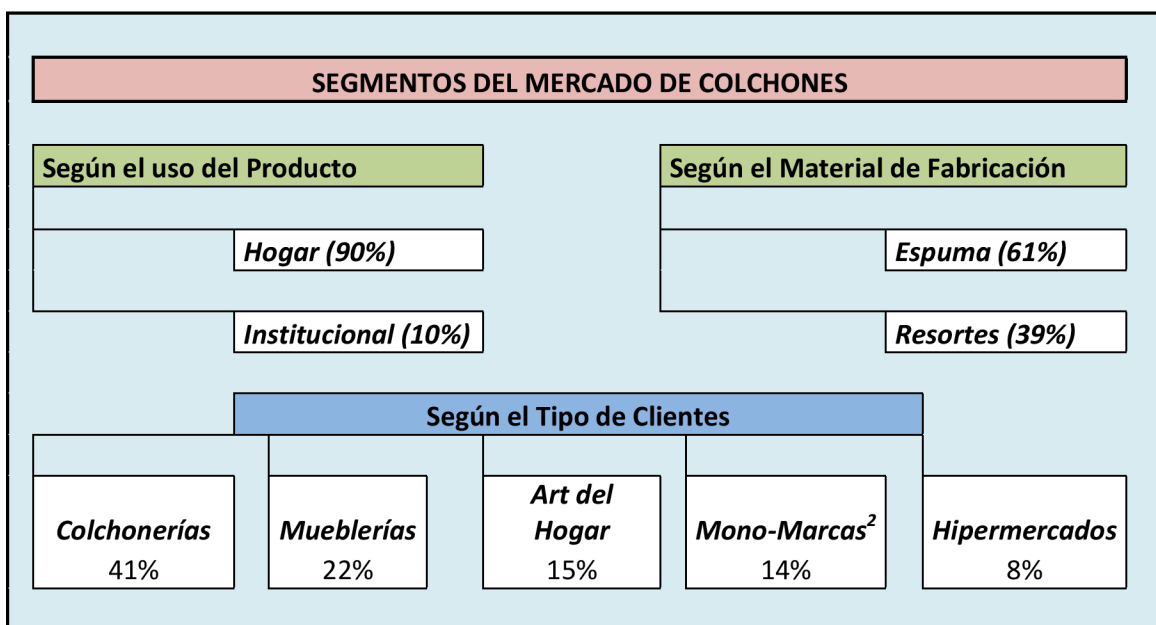 SEGMENTOS DEL MERCADO DE COLCHONES
Según el uso del Producto
Hogar (90%)
Institucional (10%)
Según el Material de Fabricación
Espuma (61%)
Resortes (39%)
Según el Tipo de Clientes
Colchonerías
41%
Mueblerías
22%
Art del
Hogar
15%
Mono-Marcas²
14%
Hipermercados
8%